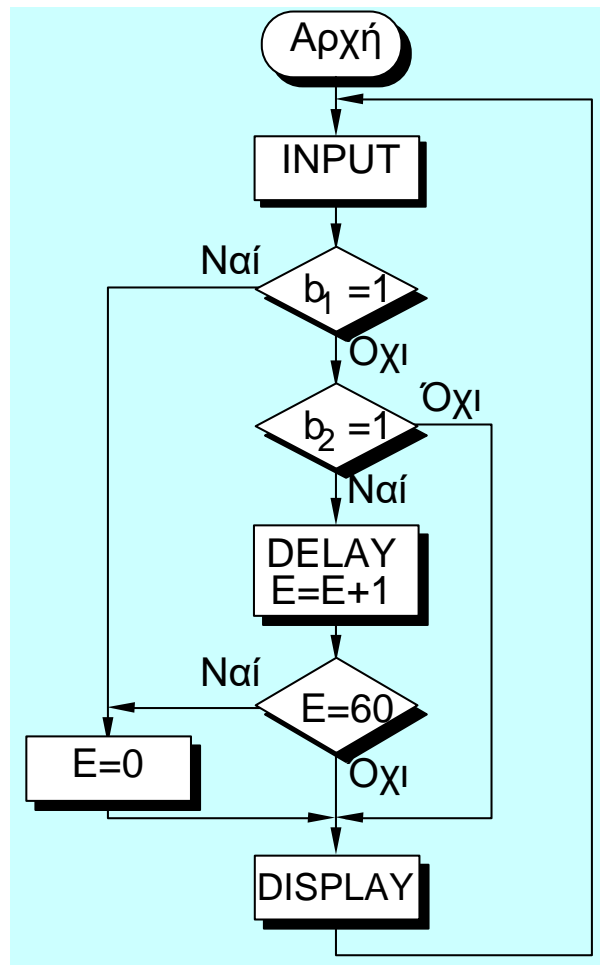 Αρχή
INPUT
Ναί
b₁ =1
Οχι
Όχι
b₂ =1
Ναί
DELAY
E=E+1
Ναί
E=60
E=0
Οχι
DISPLAY